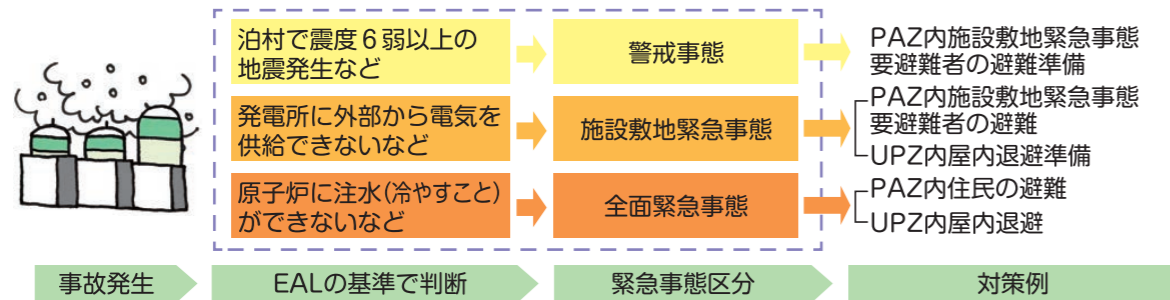 泊村で震度6弱以上の
地震発生など
警戒事態
PAZ内施設敷地緊急事態
要避難者の避難準備
発電所に外部から電気を
供給できないなど
施設敷地緊急事態
PAZ内施設敷地緊急事態
要避難者の避難
UPZ内屋内退避準備
原子炉に注水(冷やすこと)
ができないなど
全面緊急事態
PAZ内住民の避難
UPZ内屋内退避
事故発生
EALの基準で判断
緊急事態区分
対策例